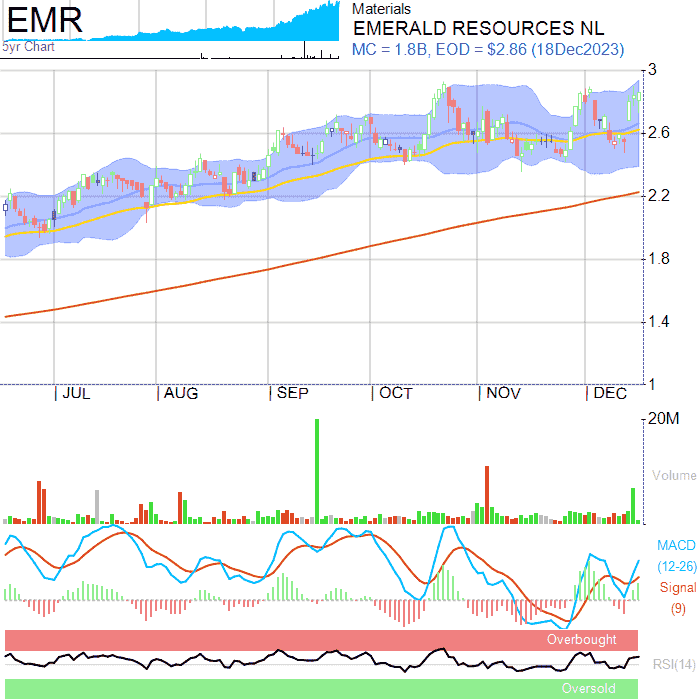 EMR
5yr Chart
Materials
EMERALD RESOURCES NL
MC = 1.8B, EOD = $2.86 (18Dec2023)
3
2.6
2.2
1.8
1.4
1
JUL AUG SEP OCT NOV DEC
20M
Volume
MACD
(12-26)
Signal
(9)
Overbought
RSI(14)
Oversold